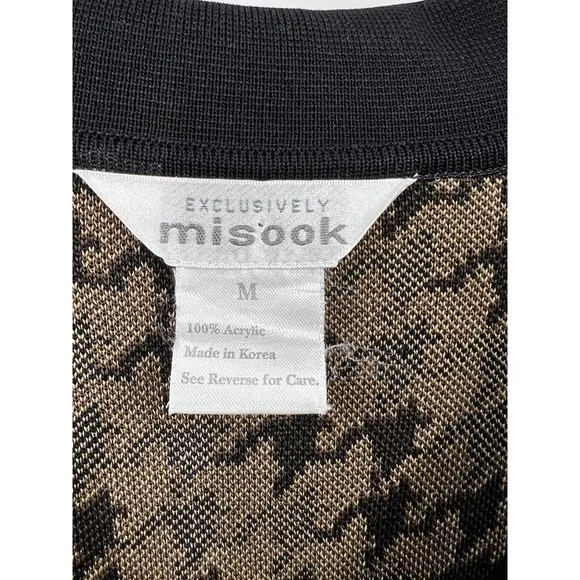 EXCLUSIVELY
misook
M
100% Acrylic
Made in Korea
See Reverse for Care.